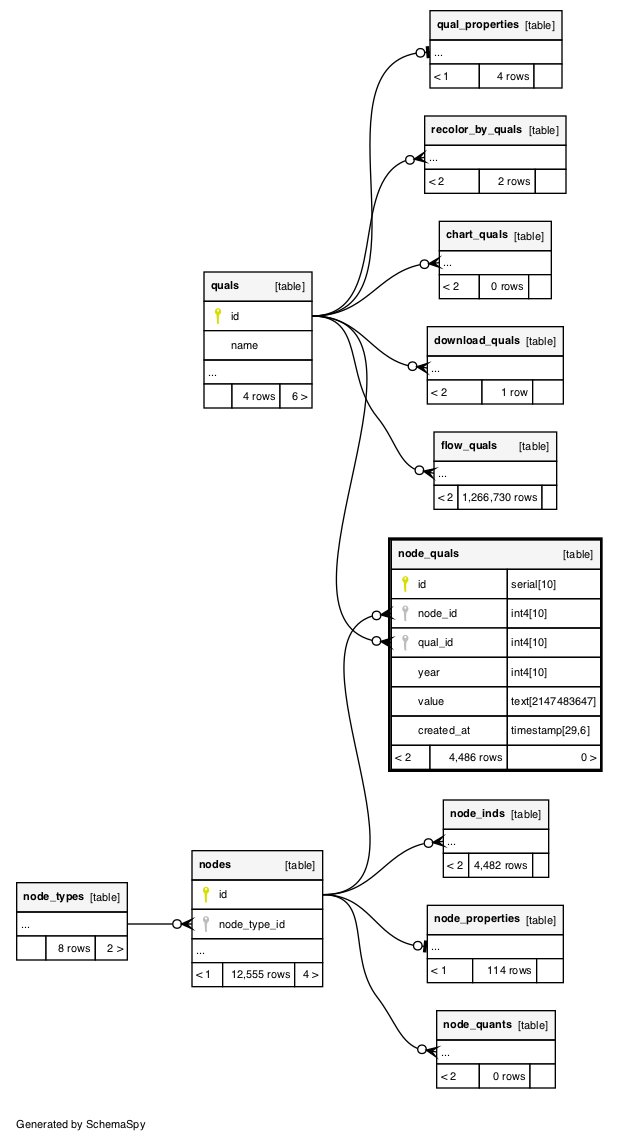 qual_properties [table]
...
< 1 4 rows
recolor_by_quals [table]
...
< 2 2 rows
chart_quals [table]
...
< 2 0 rows
quals [table]
id
name
...
4 rows 6 >
download_quals [table]
...
< 2 1 row
flow_quals [table]
...
< 2 1,266,730 rows
node_quals [table]
id serial[10]
node_id int4[10]
qual_id int4[10]
year int4[10]
value text[2147483647]
created_at timestamp[29,6]
< 2 4,486 rows 0 >
node_inds [table]
...
< 2 4,482 rows
nodes [table]
id
node_type_id
...
< 1 12,555 rows 4 >
node_types [table]
...
8 rows 2 >
node_properties [table]
...
< 1 114 rows
node_quants [table]
...
< 2 0 rows
Generated by SchemaSpy